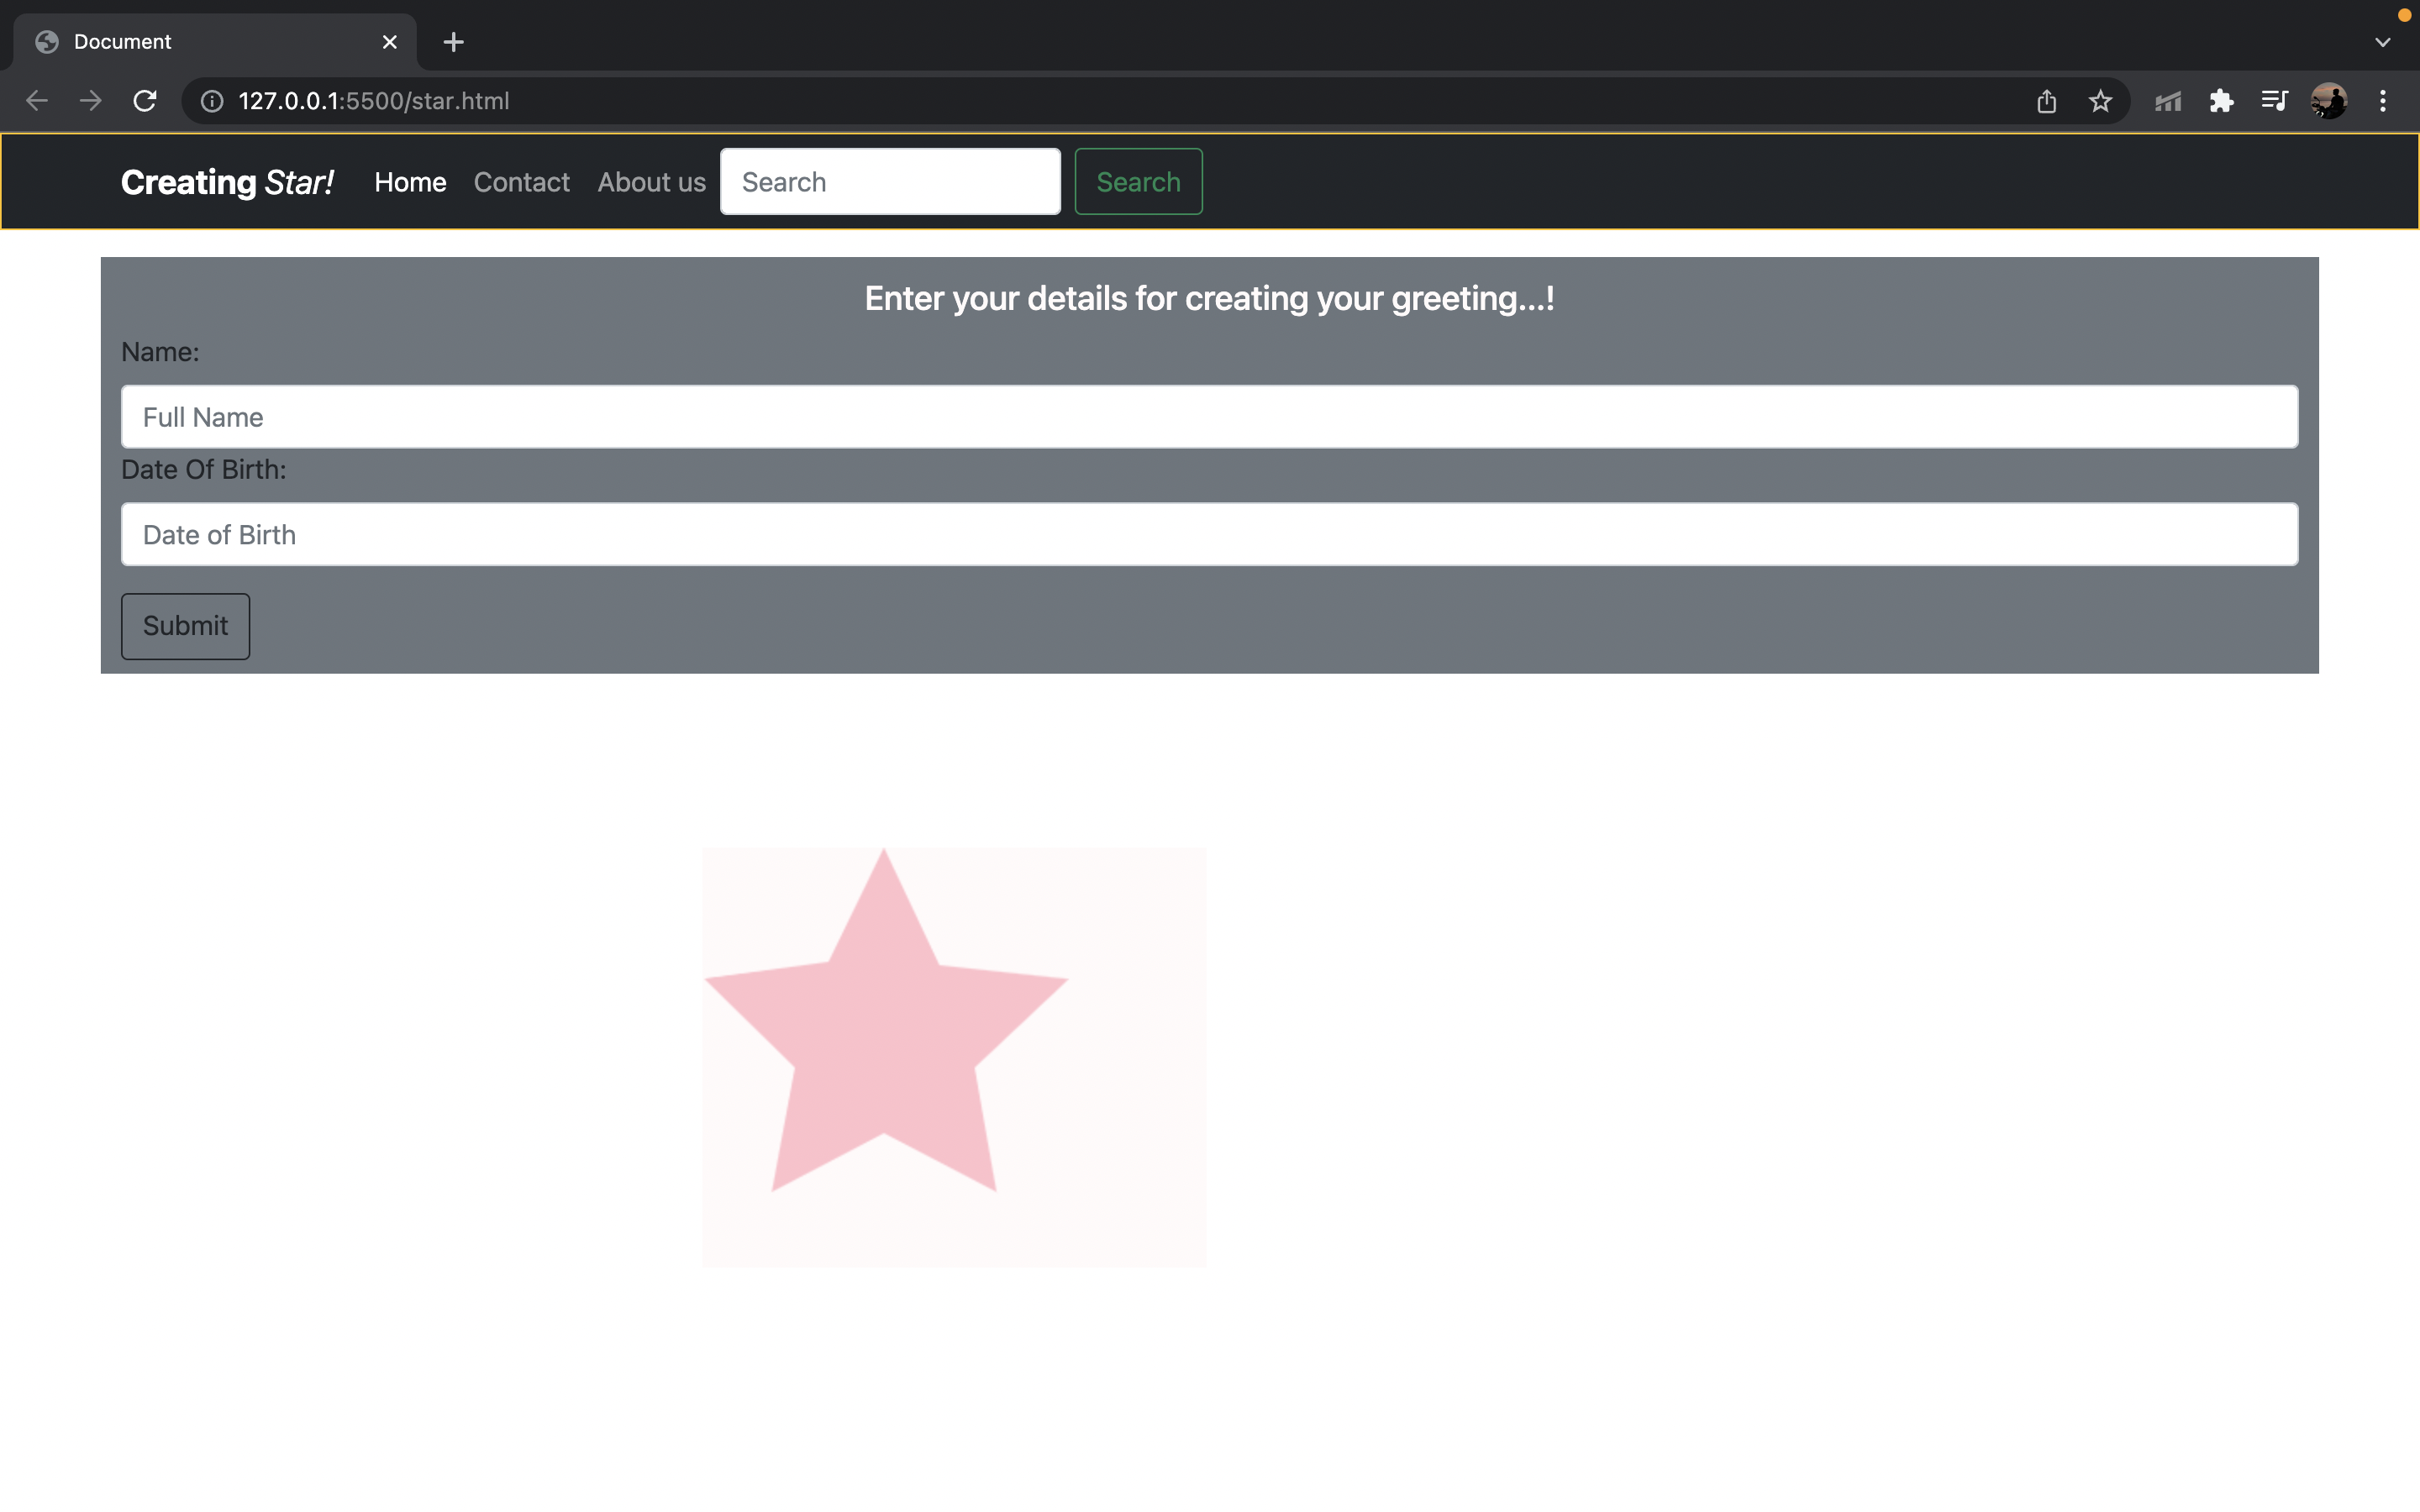 Document
127.0.0.1:5500/star.html
Creating Star! Home Contact About us Search Search
Enter your details for creating your greeting...!
Name:
Full Name
Date Of Birth:
Date of Birth
Submit